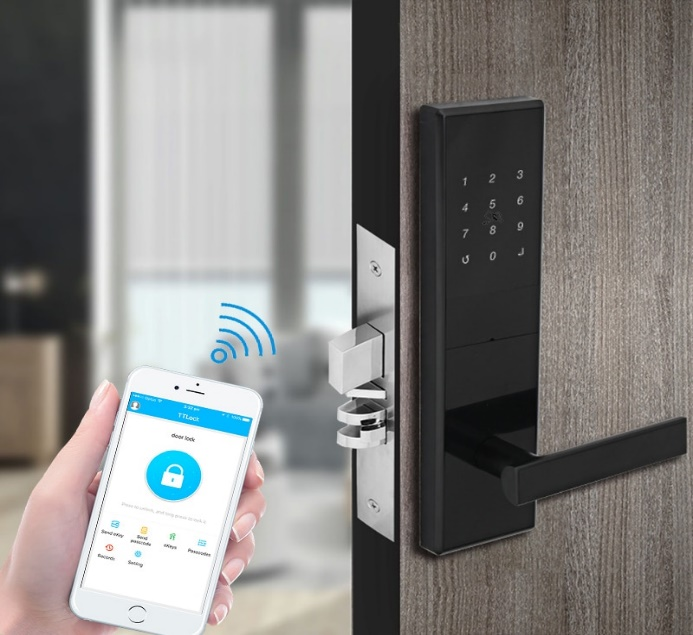 TTLock
door lock
Send eKey
Send passcode
eKeys
Passcodes
Records
Setting
1 2 3
4 5 6
7 8 9
0